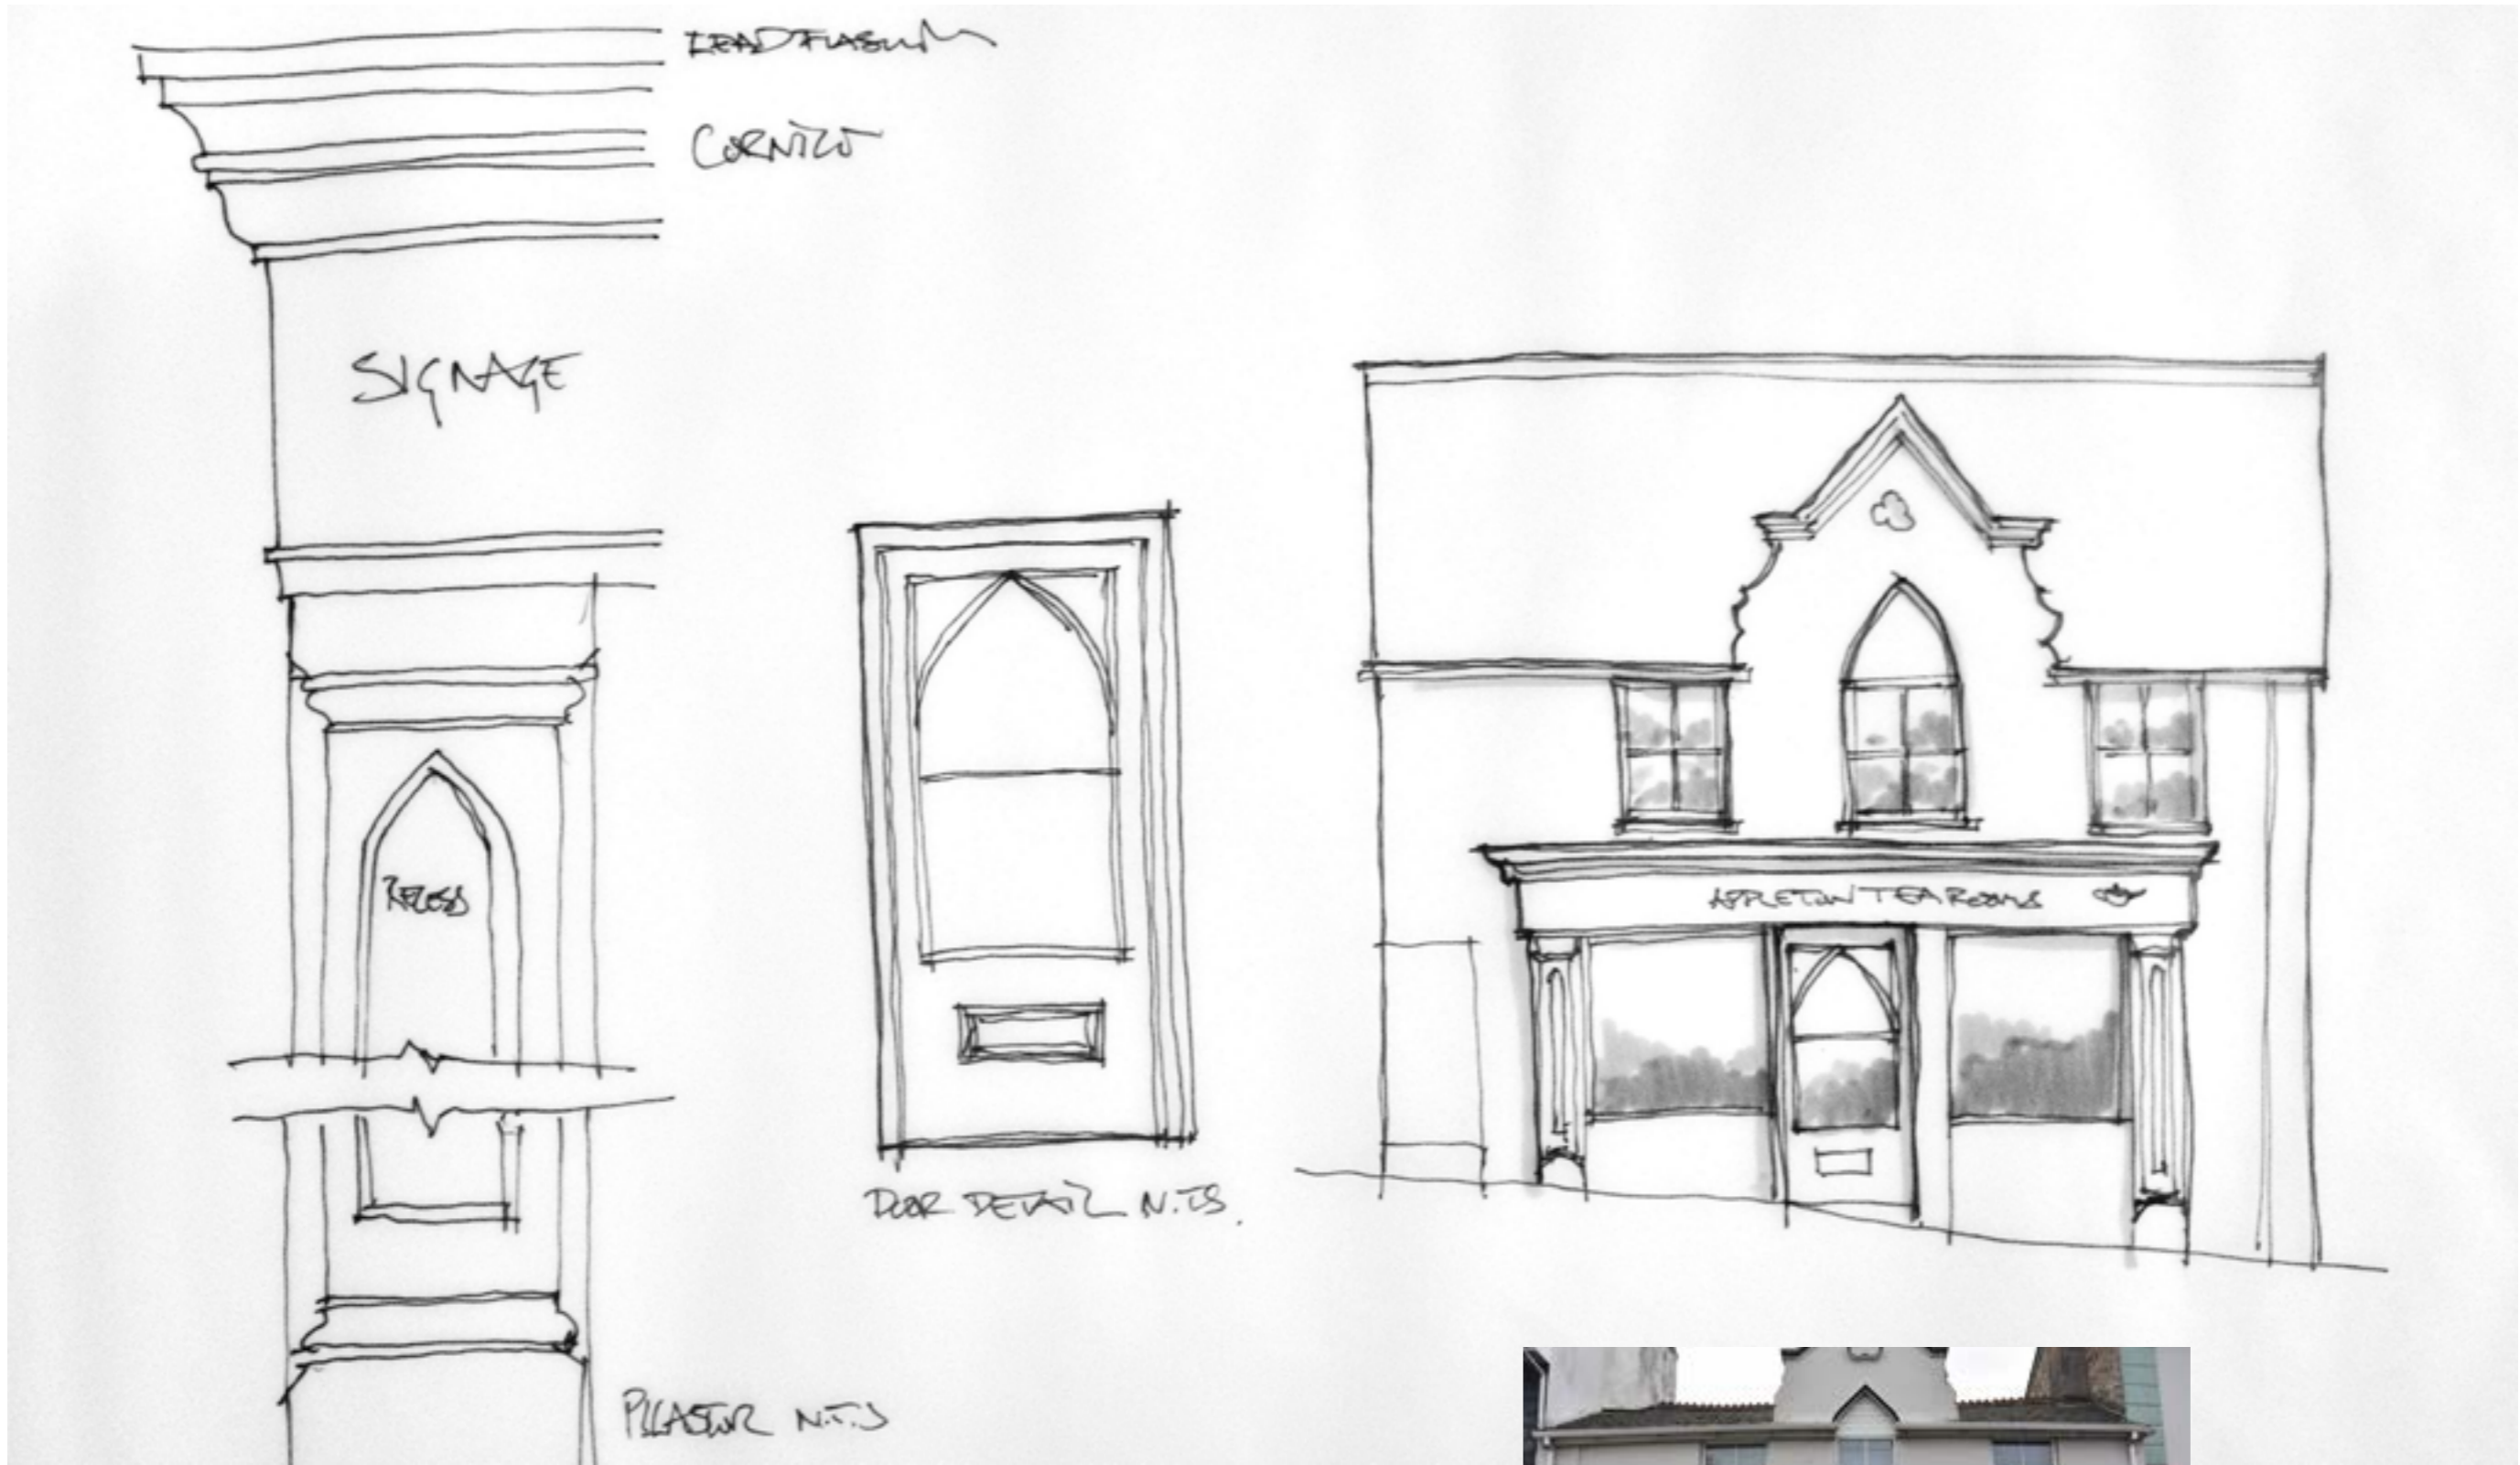 LEAD FLASHING
CORNICE
SIGNAGE
RECESS
DOOR DETAIL N.T.S.
APPLETON TEA ROOMS
PILASTER N.T.S